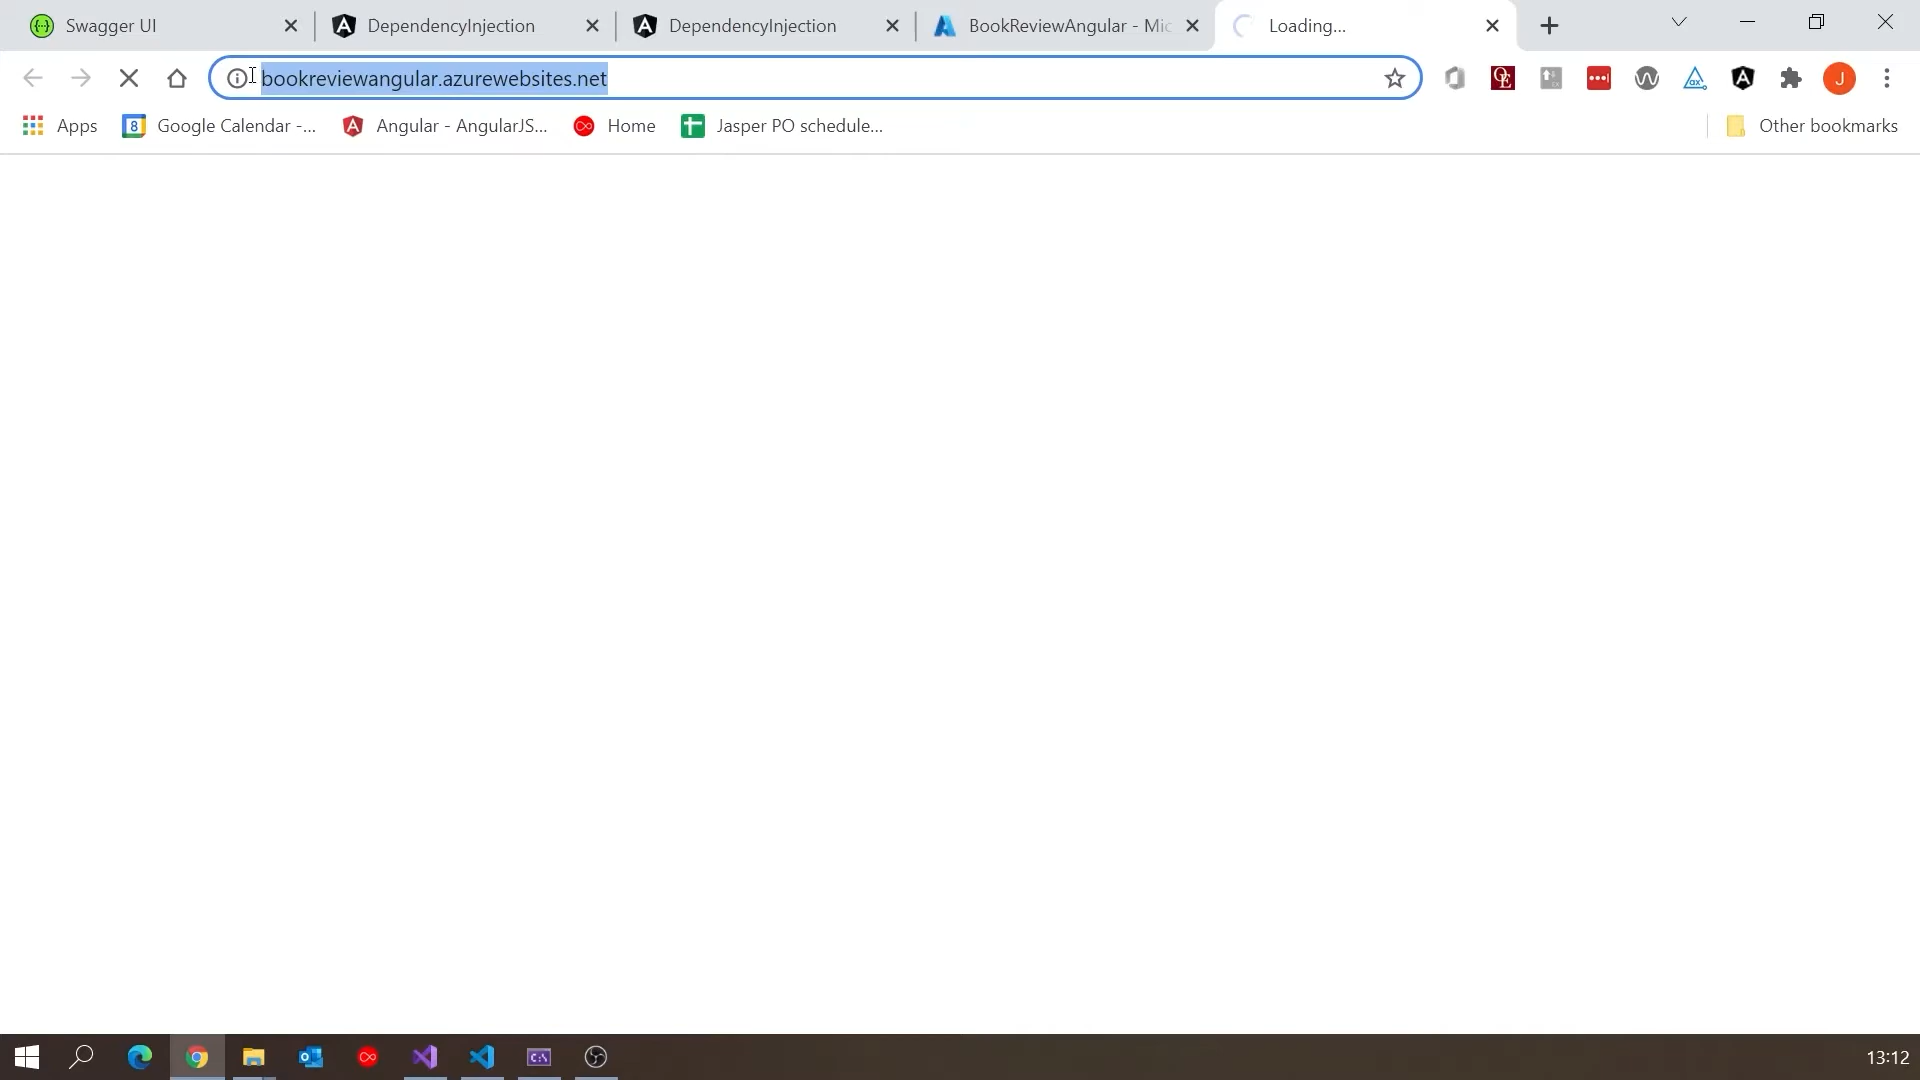 Swagger UI
DependencyInjection
DependencyInjection
BookReviewAngular - Mic
Loading...
bookreviewangular.azurewebsites.net
Apps
Google Calendar -...
Angular - AngularJS...
Home
Jasper PO schedule...
Other bookmarks
13:12